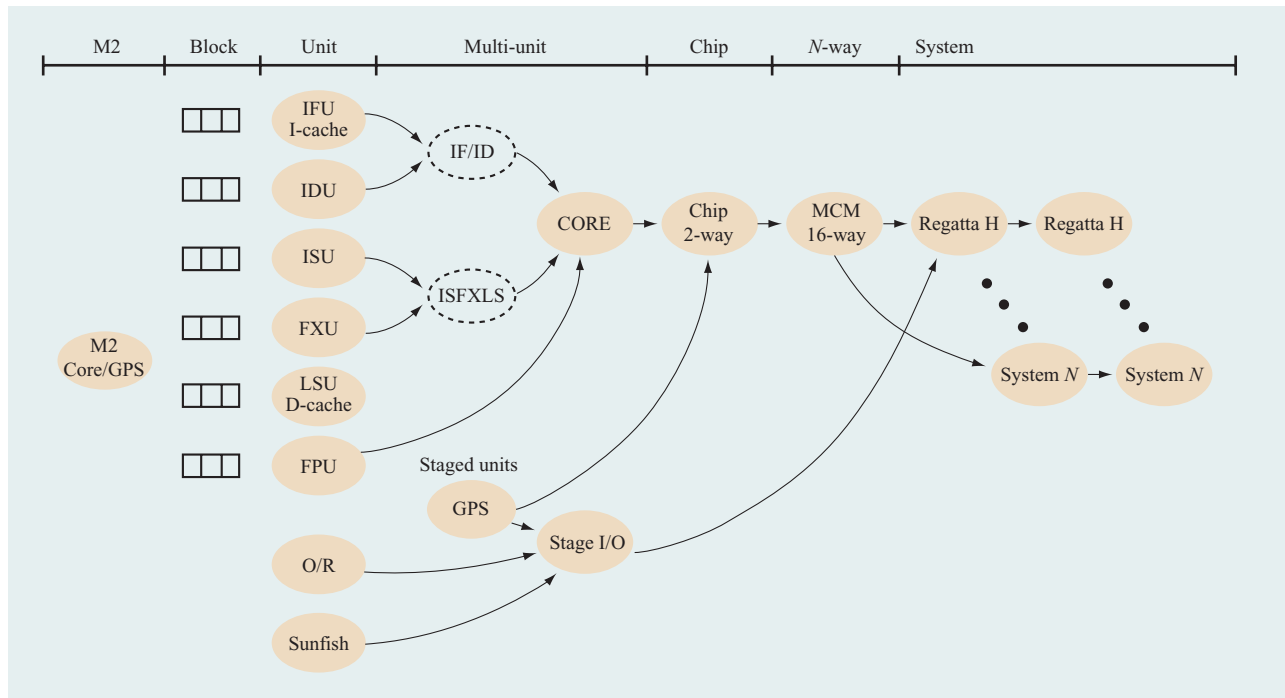 M2 Block Unit Multi-unit Chip N-way System
IFU
I-cache
IF/ID
IDU
CORE
Chip
2-way
MCM
16-way
Regatta H
Regatta H
ISU
ISFXLS
FXU
M2
Core/GPS
System N
System N
LSU
D-cache
FPU
Staged units
GPS
Stage I/O
O/R
Sunfish